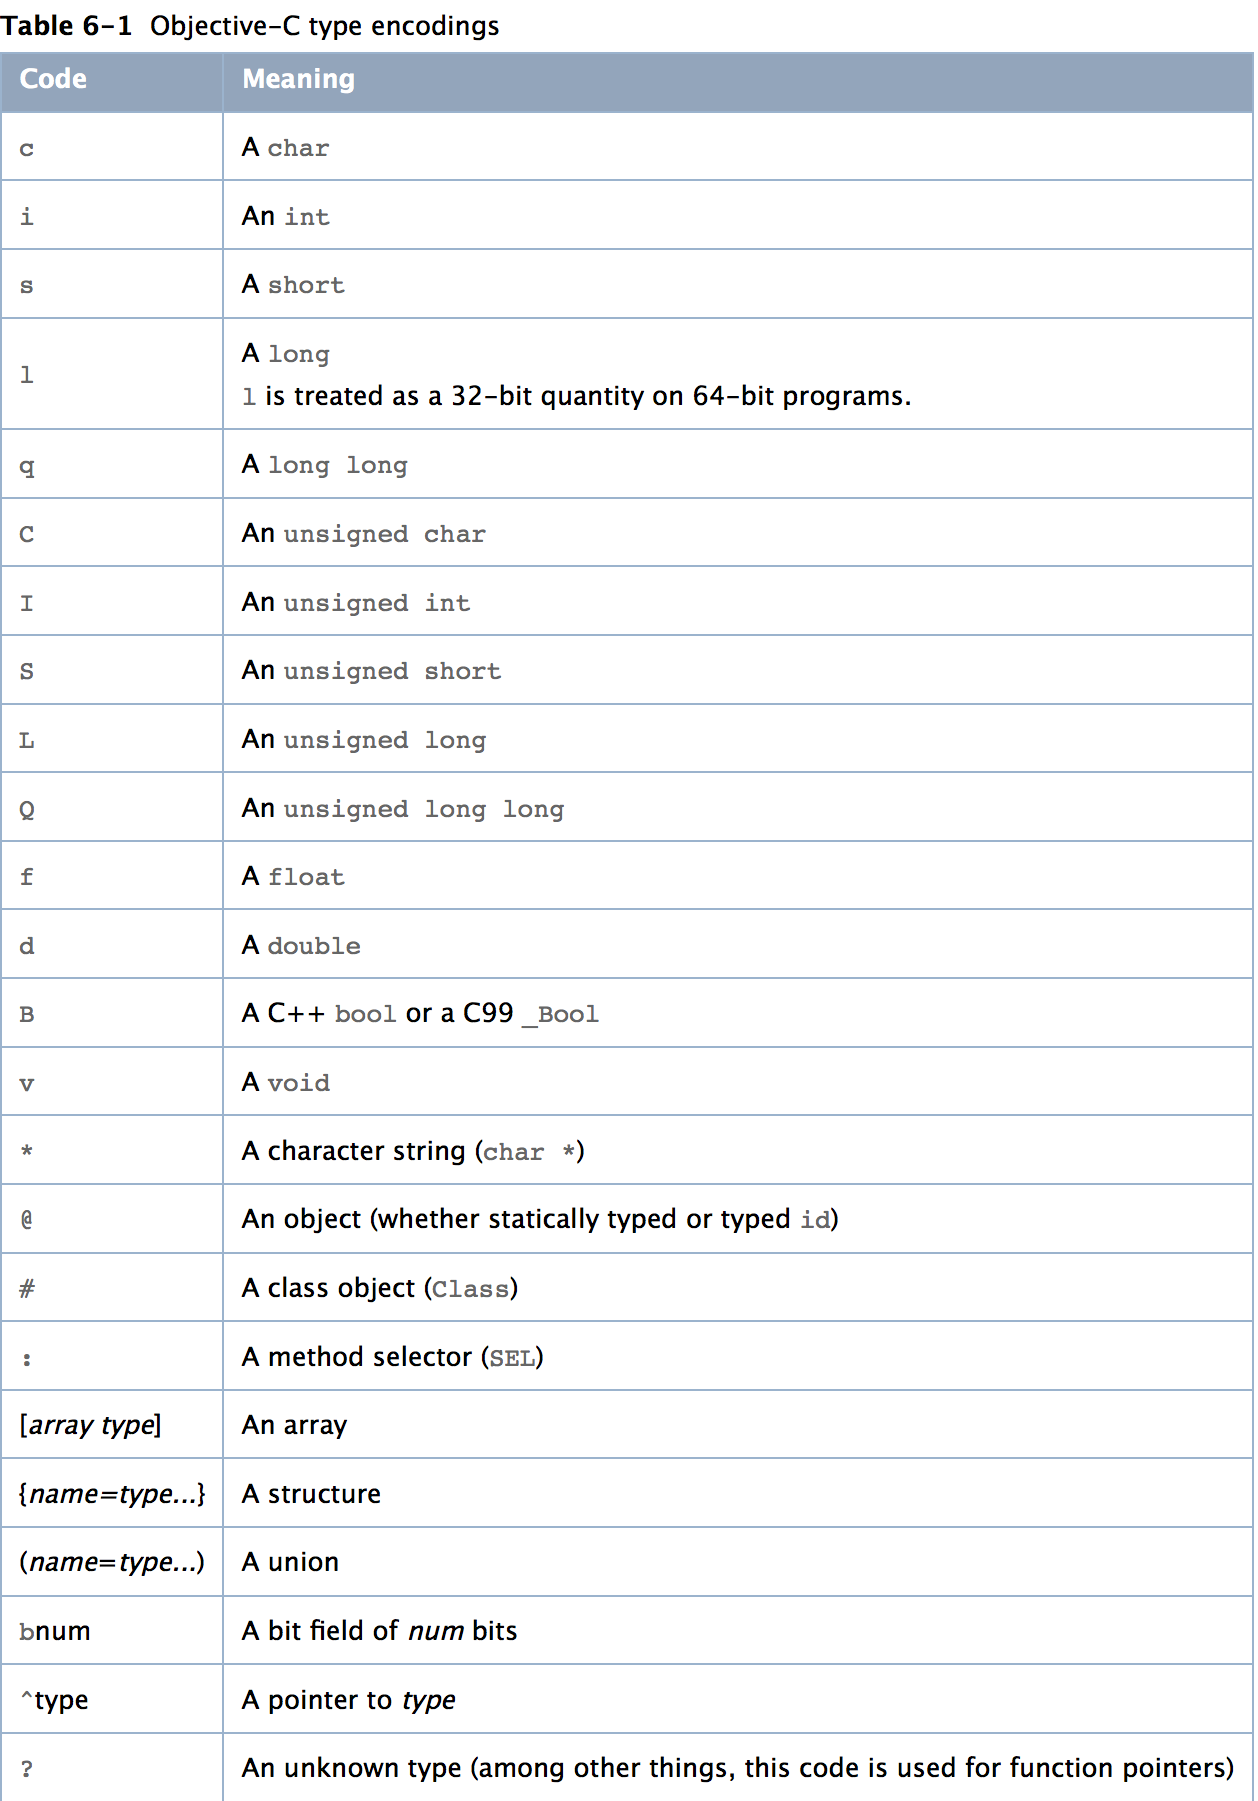 Table 6-1 Objective-C type encodings
Code Meaning
c A char
i An int
s A short
l A long
l is treated as a 32-bit quantity on 64-bit programs.
q A long long
C An unsigned char
I An unsigned int
S An unsigned short
L An unsigned long
Q An unsigned long long
f A float
d A double
B A C++ bool or a C99 _Bool
v A void
* A character string (char *)
@ An object (whether statically typed or typed id)
# A class object (Class)
: A method selector (SEL)
[array type] An array
{name=type...} A structure
(name=type...) A union
bnum A bit field of num bits
^type A pointer to type
? An unknown type (among other things, this code is used for function pointers)